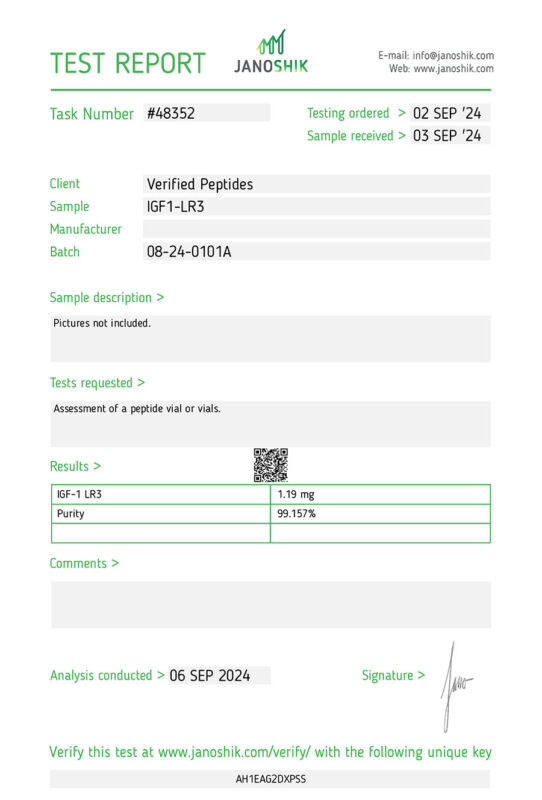 TEST REPORT
JANOSHIK
E-mail: info@janoshik.com
Web: www.janoshik.com
Task Number #48352
Testing ordered > 02 SEP '24
Sample received > 03 SEP '24
Client Verified Peptides
Sample IGF1-LR3
Manufacturer
Batch 08-24-0101A
Sample description >
Pictures not included.
Tests requested >
Assessment of a peptide vial or vials.
Results >
IGF-1 LR3 1.19 mg
Purity 99.157%
Comments >
Analysis conducted > 06 SEP 2024
Signature >
Jano
Verify this test at www.janoshik.com/verify/ with the following unique key
AH1EAG2DXPSS